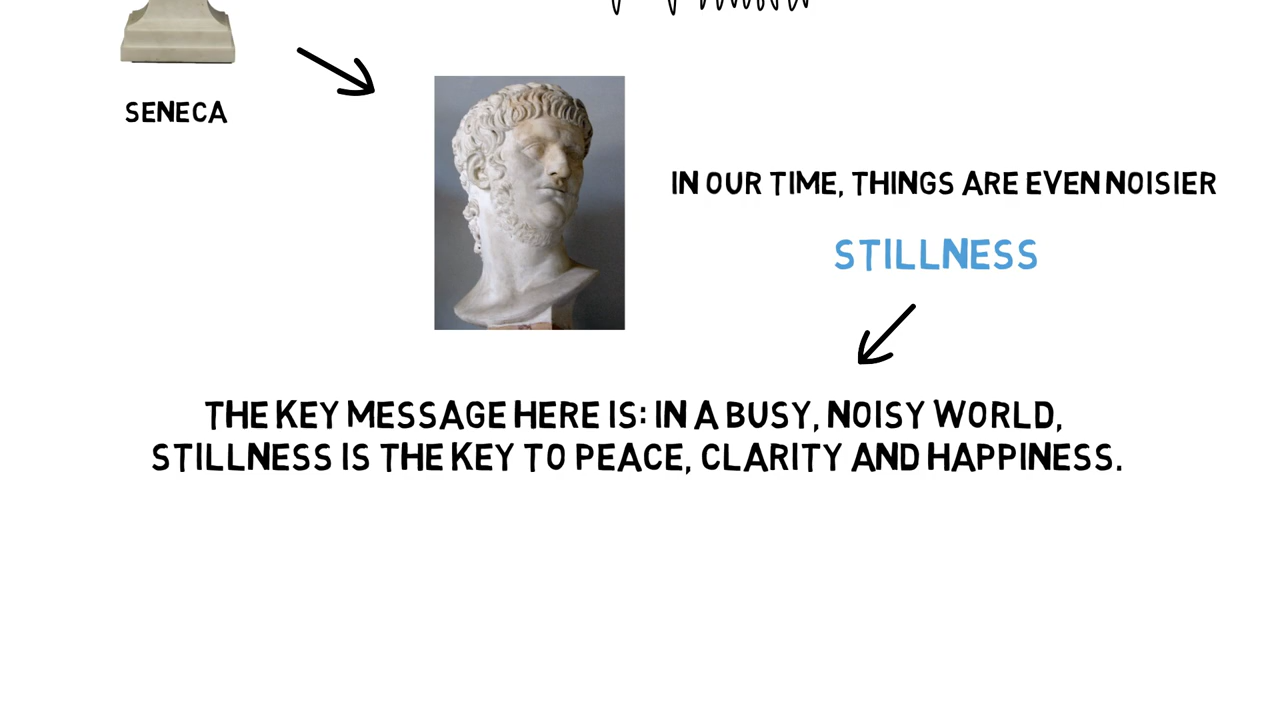 SENECA
IN OUR TIME, THINGS ARE EVEN NOISIER
STILLNESS
THE KEY MESSAGE HERE IS: IN A BUSY, NOISY WORLD,
STILLNESS IS THE KEY TO PEACE, CLARITY AND HAPPINESS.